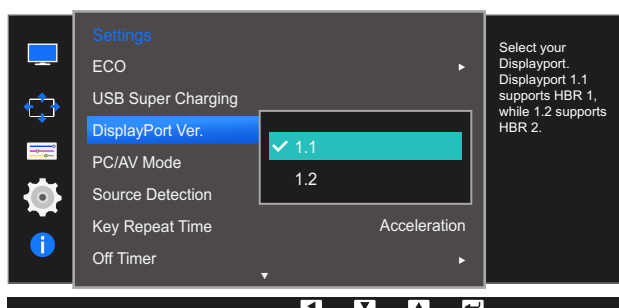 Settings
ECO
USB Super Charging
DisplayPort Ver.
1.1
1.2
PC/AV Mode
Source Detection
Key Repeat Time Acceleration
Off Timer
Select your
Displayport.
Displayport 1.1
supports HBR 1,
while 1.2 supports
HBR 2.